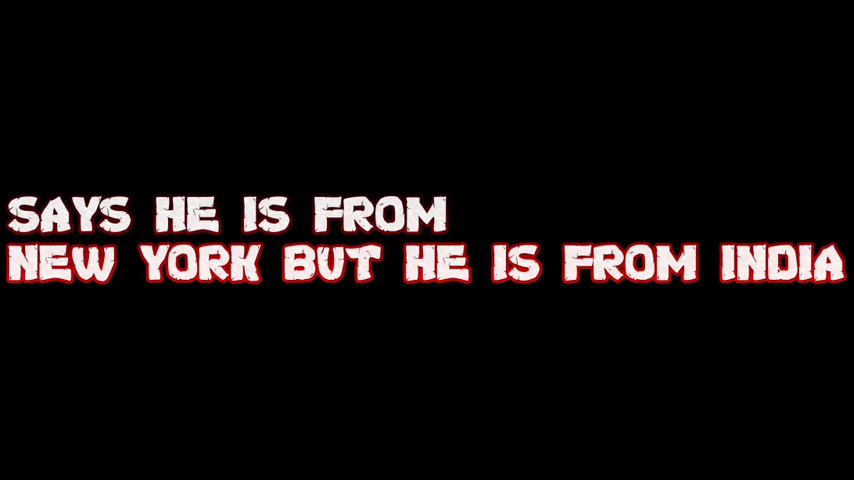 SAYS HE IS FROM
NEW YORK BUT HE IS FROM INDIA